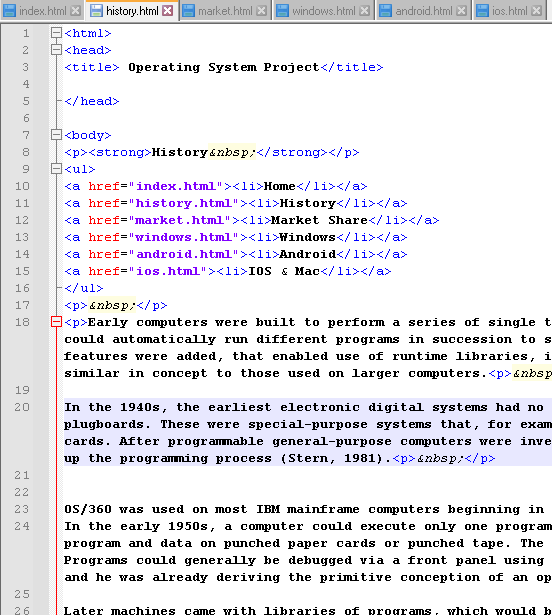 index.html history.html market.html windows.html android.html ios.html
1 <html>
2 <head>
3 <title> Operating System Project</title>
4
5 </head>
6
7 <body>
8 <p><strong>History&nbsp;</strong></p>
9 <ul>
10 <a href="index.html"><li>Home</li></a>
11 <a href="history.html"><li>History</li></a>
12 <a href="market.html"><li>Market Share</li></a>
13 <a href="windows.html"><li>Windows</li></a>
14 <a href="android.html"><li>Android</li></a>
15 <a href="ios.html"><li>IOS & Mac</li></a>
16 </ul>
17 <p>&nbsp;</p>
18 <p>Early computers were built to perform a series of single t
could automatically run different programs in succession to s
features were added, that enabled use of runtime libraries, i
similar in concept to those used on larger computers.<p>&nbsp
19
20 In the 1940s, the earliest electronic digital systems had no
plugboards. These were special-purpose systems that, for exam
cards. After programmable general-purpose computers were inve
up the programming process (Stern, 1981).<p>&nbsp;</p>
21
22
23 OS/360 was used on most IBM mainframe computers beginning in
24 In the early 1950s, a computer could execute only one program
program and data on punched paper cards or punched tape. The
Programs could generally be debugged via a front panel using
and he was already deriving the primitive conception of an op
25
26 Later machines came with libraries of programs, which would b